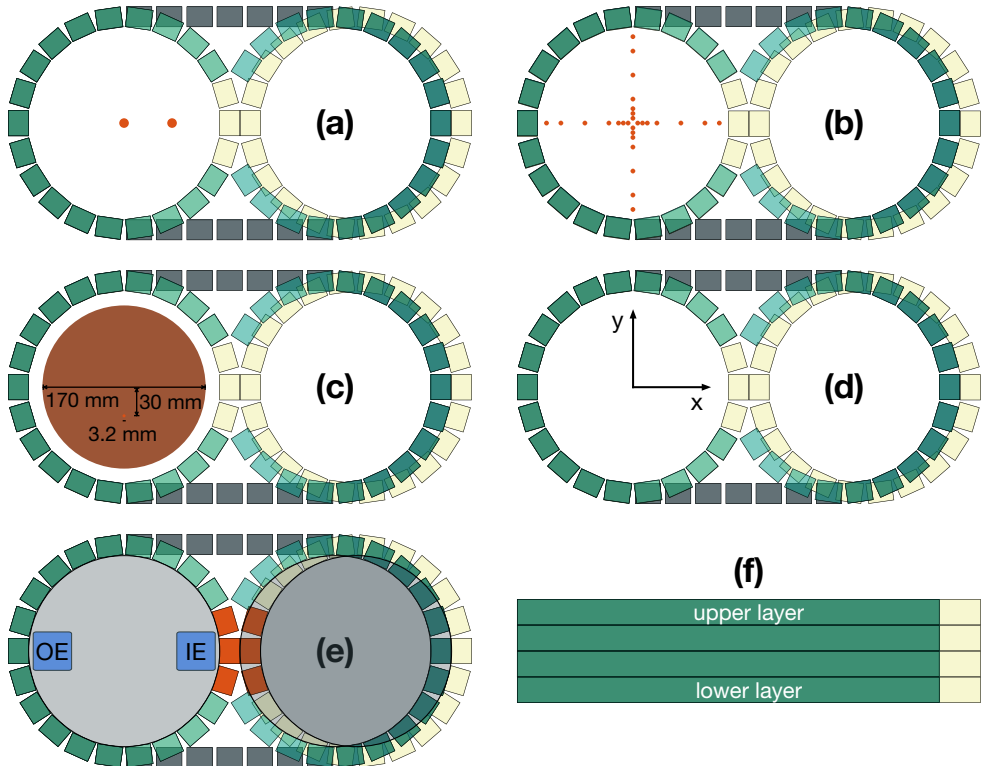 (a)
(b)
(c)
170 mm
30 mm
3.2 mm
(d)
y
x
(e)
OE
IE
(f)
upper layer
lower layer